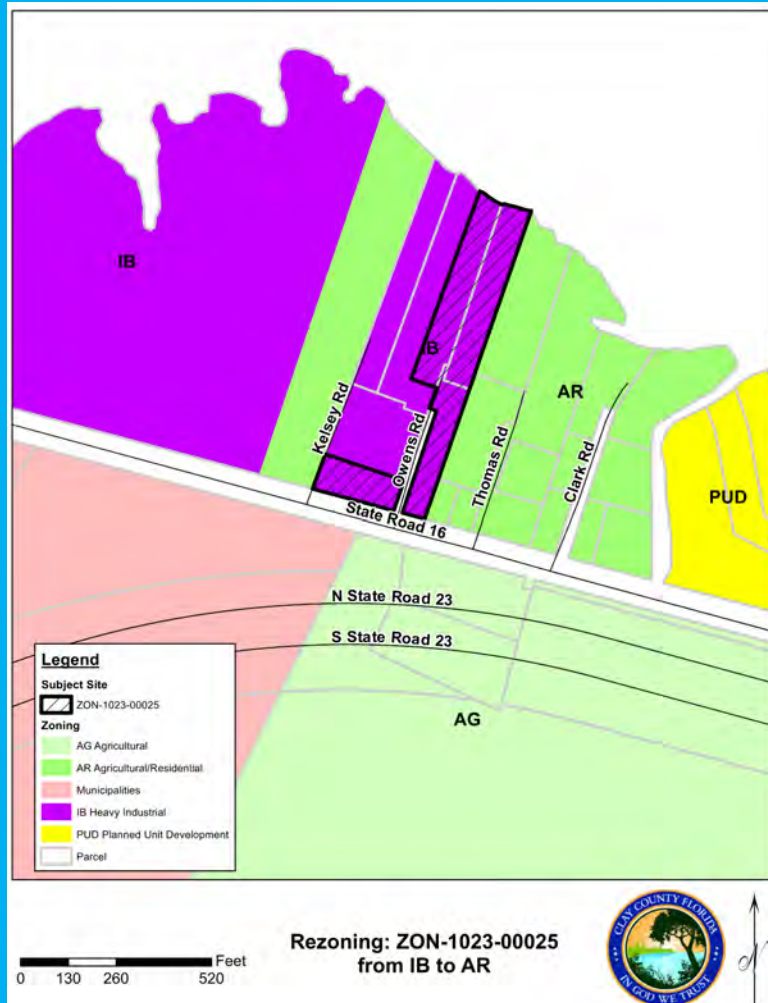 IB
IB
AR
PUD
AG
Kelsey Rd
Owens Rd
Thomas Rd
Clark Rd
State Road 16
N State Road 23
S State Road 23
Legend
Subject Site
ZON-1023-00025
Zoning
AG Agricultural
AR Agricultural/Residential
Municipalities
IB Heavy Industrial
PUD Planned Unit Development
Parcel
Feet
0 130 260 520
Rezoning: ZON-1023-00025
from IB to AR
CLAY COUNTY FLORIDA
IN GOD WE TRUST
N